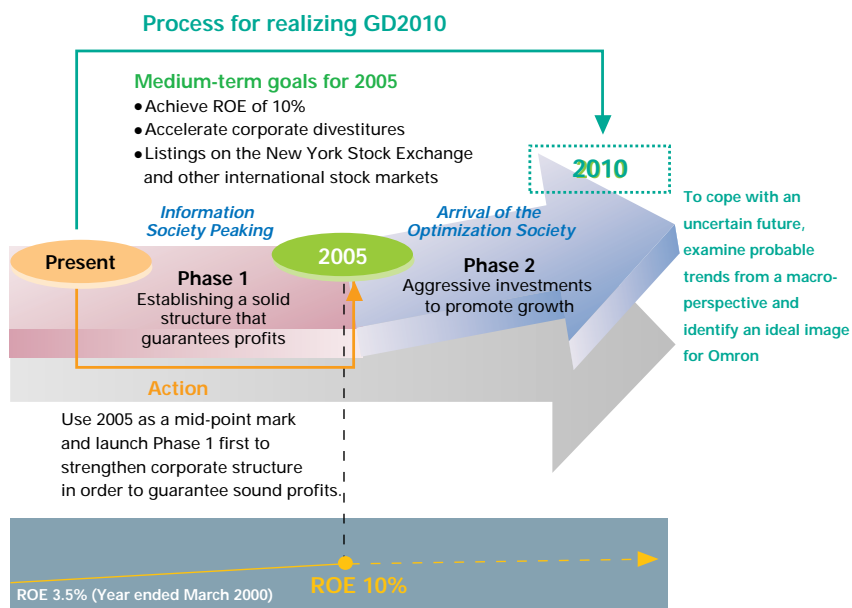 Process for realizing GD2010
Medium-term goals for 2005
• Achieve ROE of 10%
• Accelerate corporate divestitures
• Listings on the New York Stock Exchange
and other international stock markets
2010
To cope with an
uncertain future,
examine probable
trends from a macro-
perspective and
identify an ideal image
for Omron
Information
Society Peaking
Arrival of the
Optimization Society
Present
2005
Phase 1
Establishing a solid
structure that
guarantees profits
Phase 2
Aggressive investments
to promote growth
Action
Use 2005 as a mid-point mark
and launch Phase 1 first to
strengthen corporate structure
in order to guarantee sound profits.
ROE 3.5% (Year ended March 2000)
ROE 10%